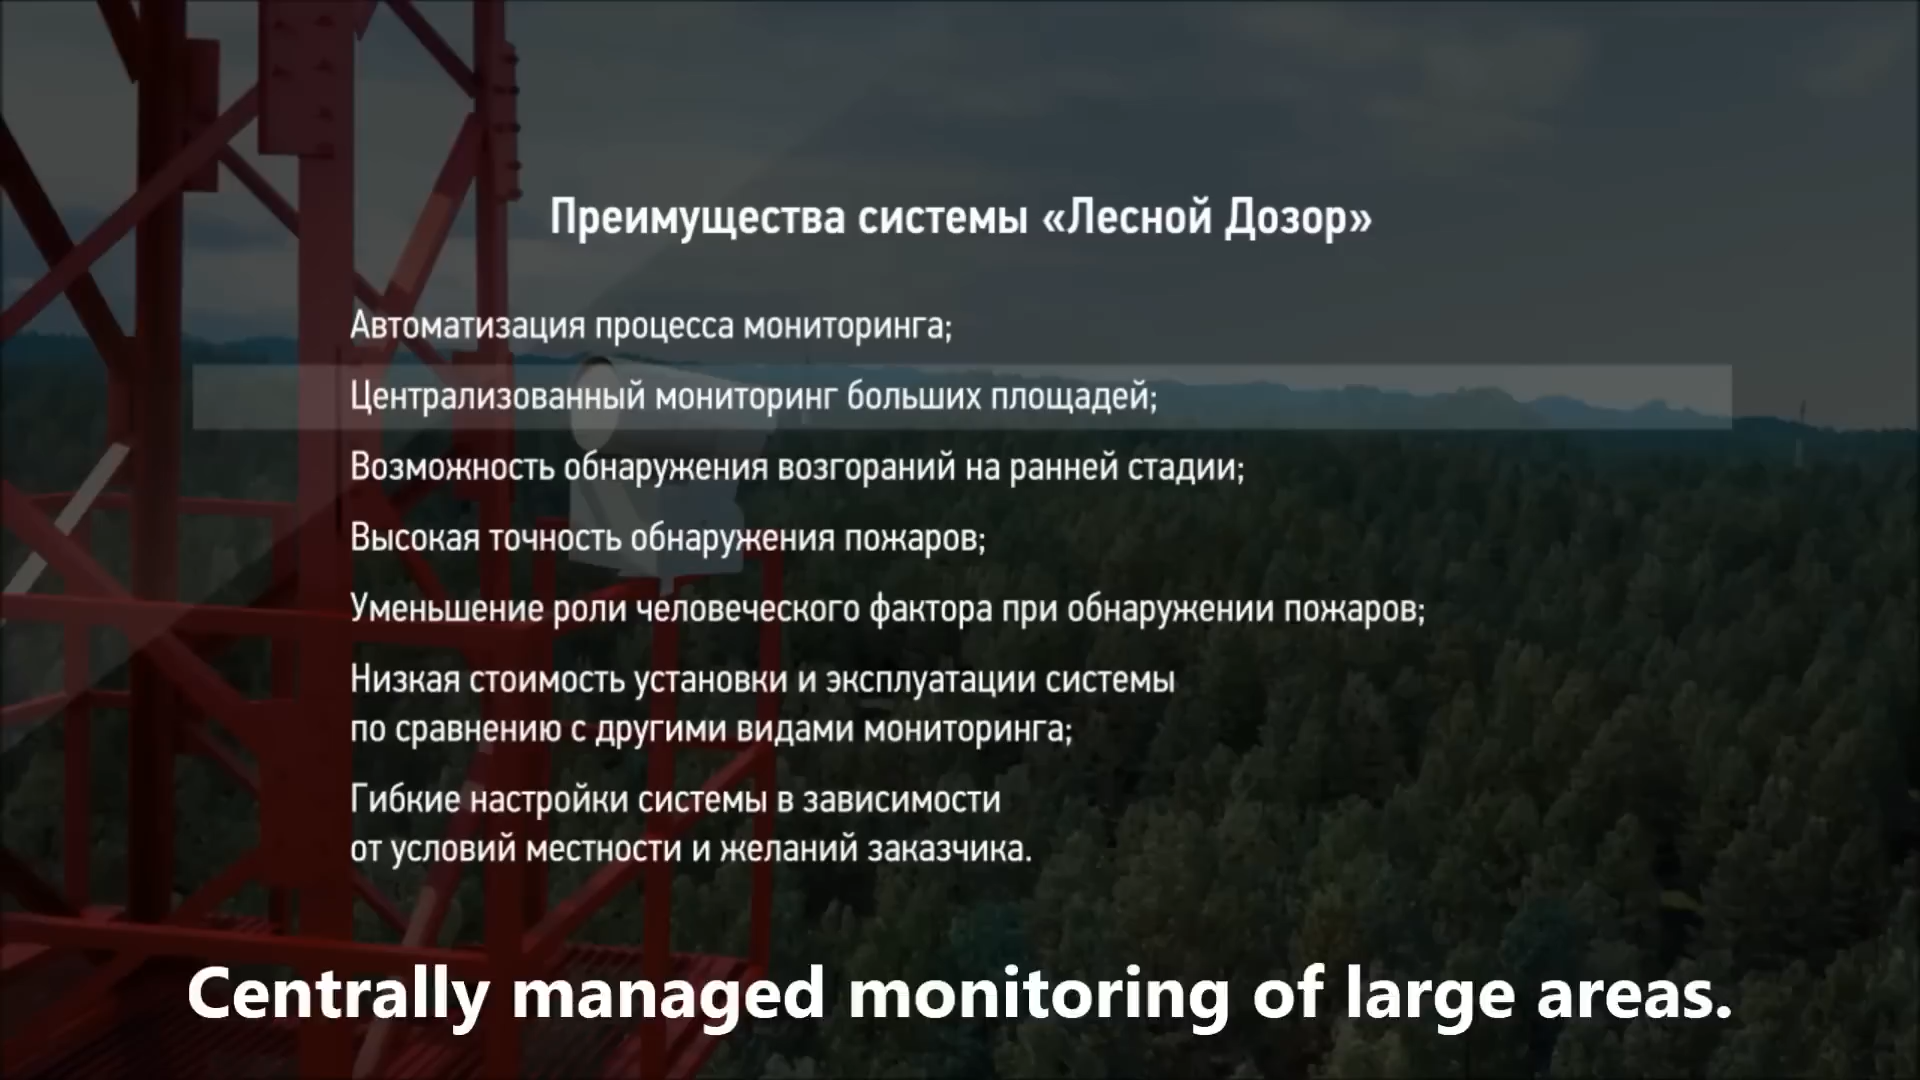 Преимущества системы «Лесной Дозор»
Автоматизация процесса мониторинга;
Централизованный мониторинг больших площадей;
Возможность обнаружения возгораний на ранней стадии;
Высокая точность обнаружения пожаров;
Уменьшение роли человеческого фактора при обнаружении пожаров;
Низкая стоимость установки и эксплуатации системы
по сравнению с другими видами мониторинга;
Гибкие настройки системы в зависимости
от условий местности и желаний заказчика.
Centrally managed monitoring of large areas.